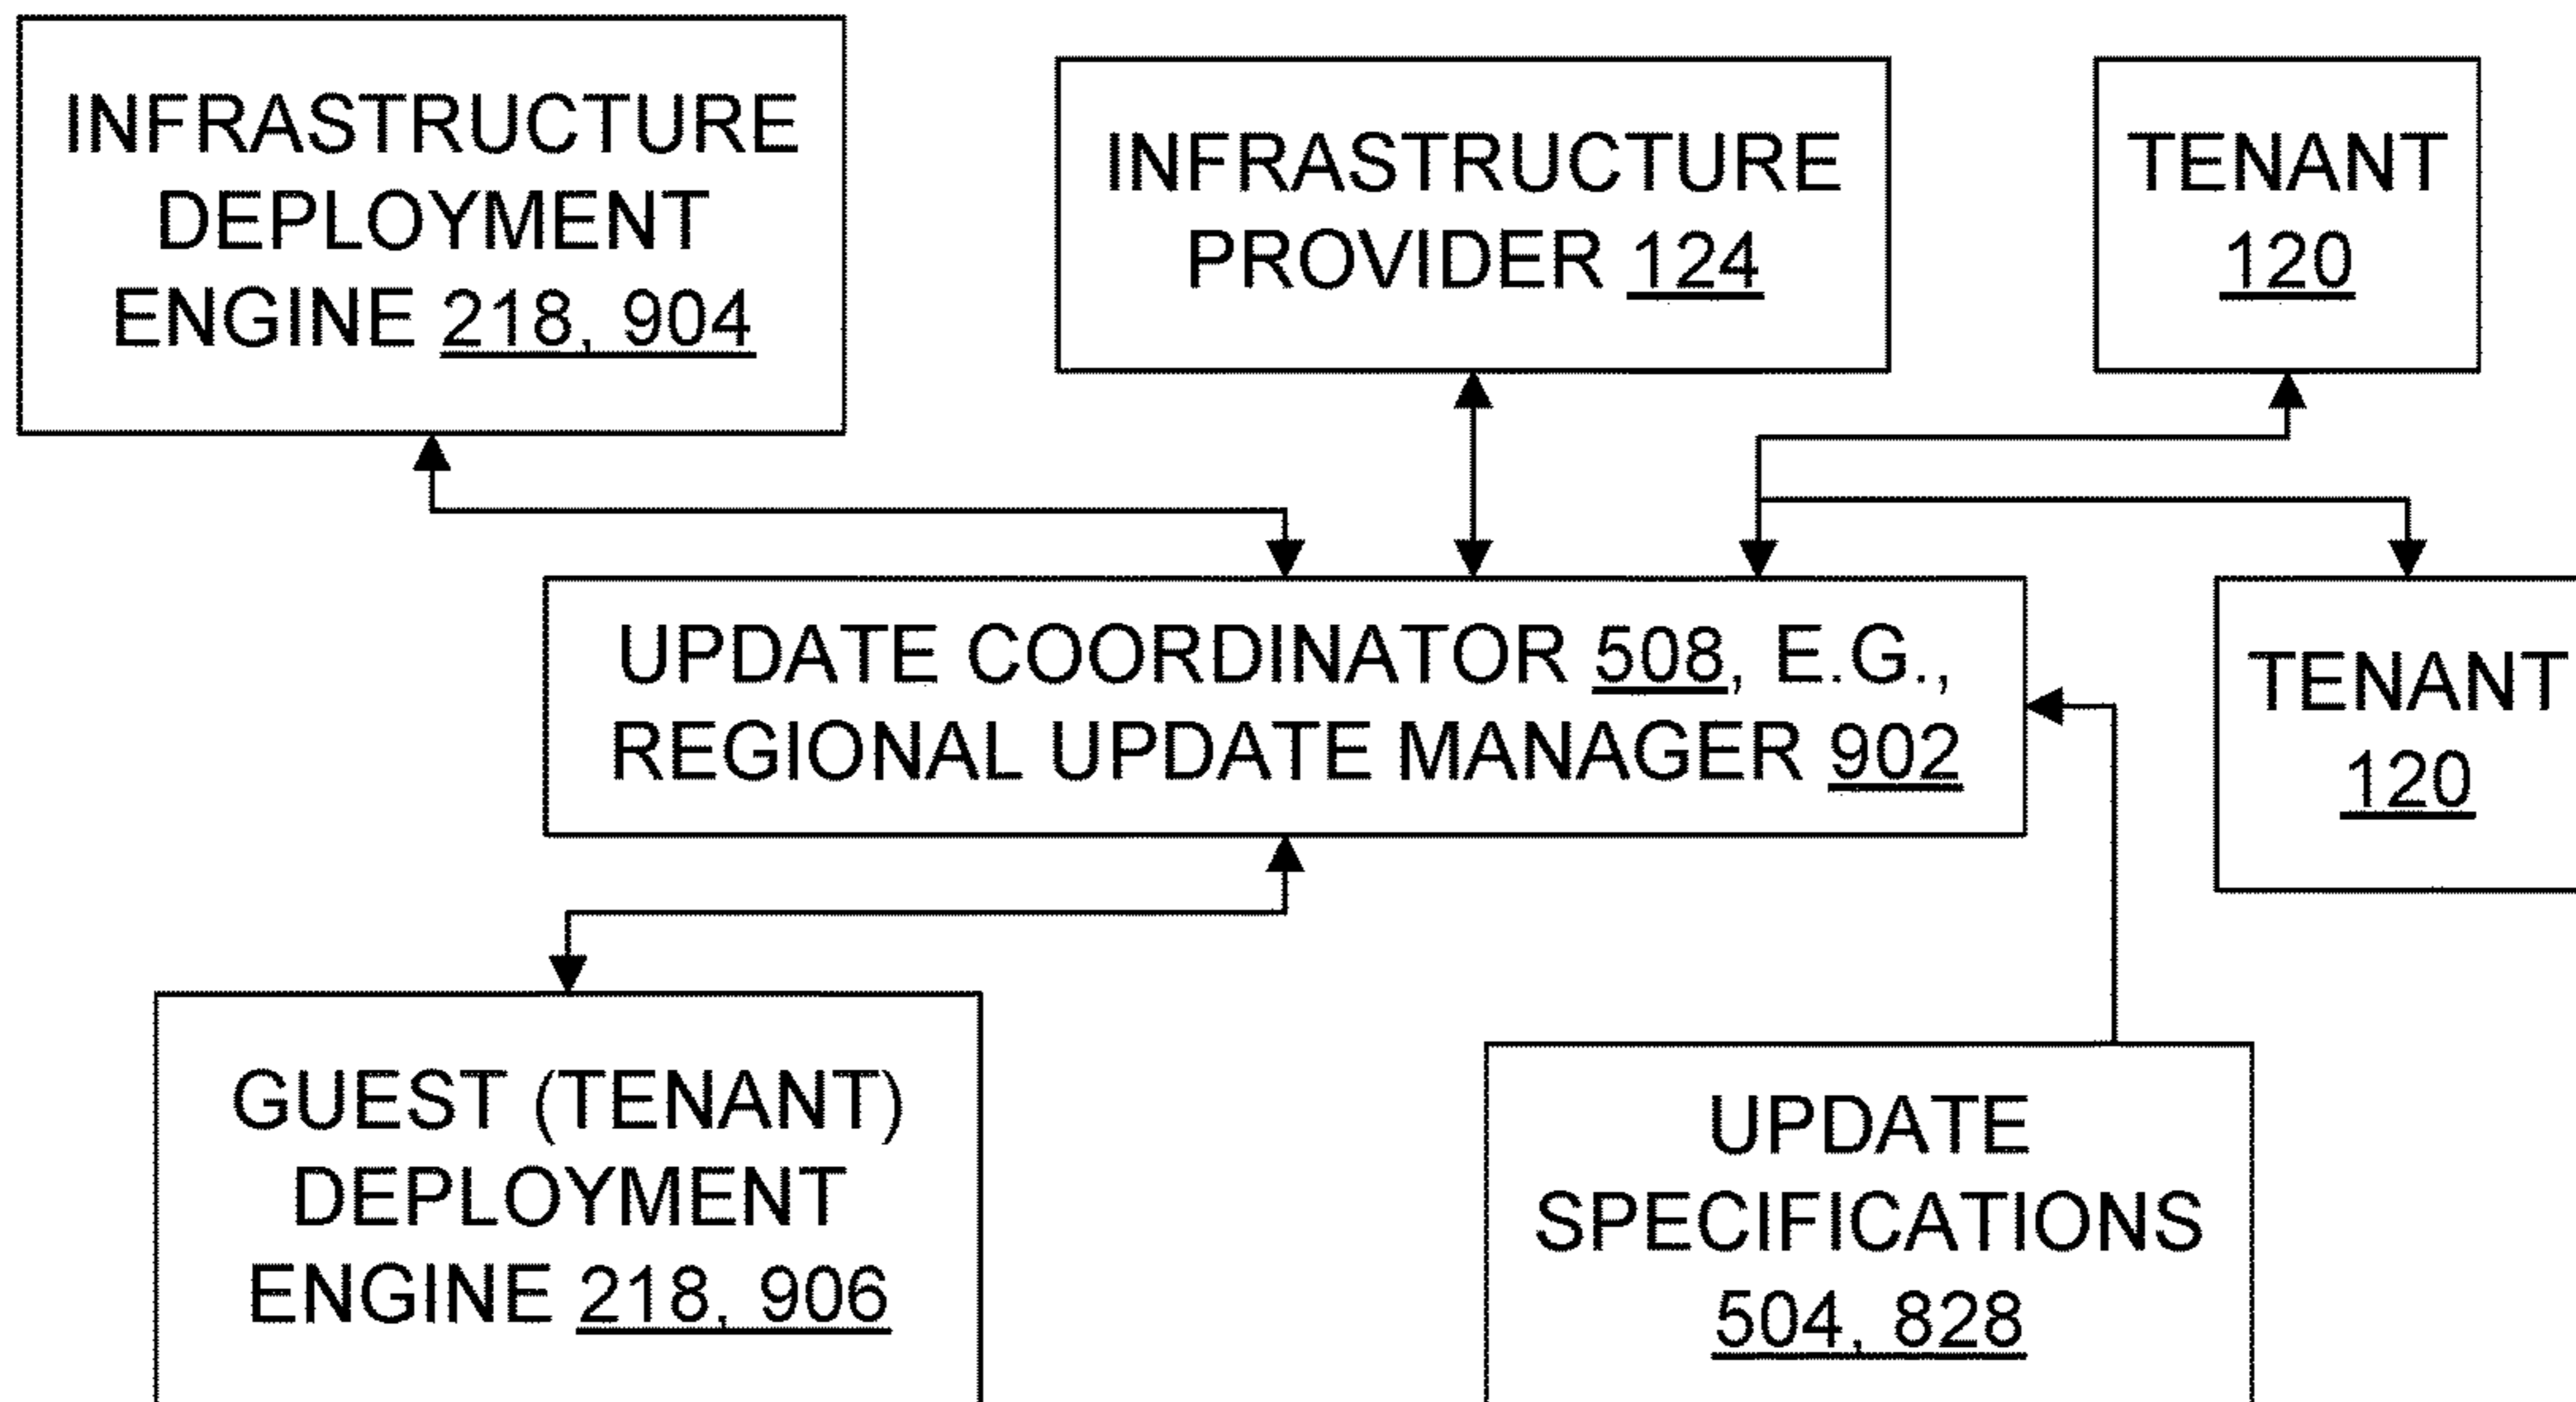 INFRASTRUCTURE
DEPLOYMENT
ENGINE 218, 904
INFRASTRUCTURE
PROVIDER 124
TENANT
120
UPDATE COORDINATOR 508, E.G.,
REGIONAL UPDATE MANAGER 902
TENANT
120
GUEST (TENANT)
DEPLOYMENT
ENGINE 218, 906
UPDATE
SPECIFICATIONS
504, 828